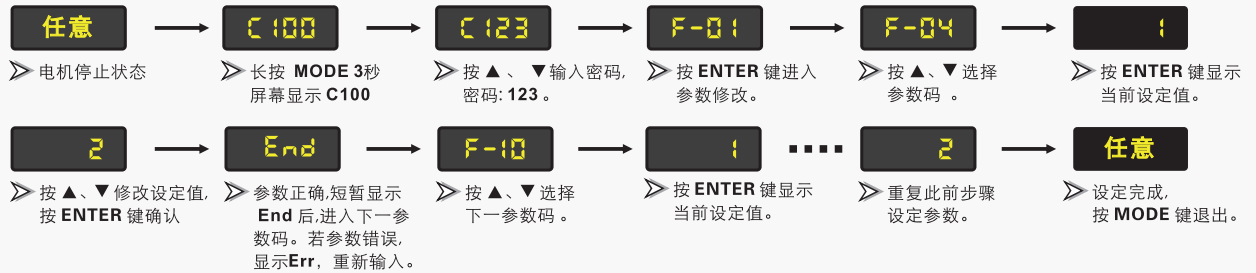 任意 C100 C123 F-01 F-04 1
电机停止状态
长按 MODE 3秒
屏幕显示 C100
按 ▲ 、 ▼ 输入密码,
密码: 123 。
按 ENTER 键进入
参数修改。
按 ▲、▼ 选择
参数码 。
按 ENTER 键显示
当前设定值。
2 End F-10 1 2 任意
按 ▲、▼ 修改设定值,
按 ENTER 键确认
参数正确,短暂显示
End 后,进入下一参
数码。若参数错误,
显示Err，重新输入。
按 ▲、▼ 选择
下一参数码 。
按 ENTER 键显示
当前设定值。
重复此前步骤
设定参数。
设定完成,
按 MODE 键退出。